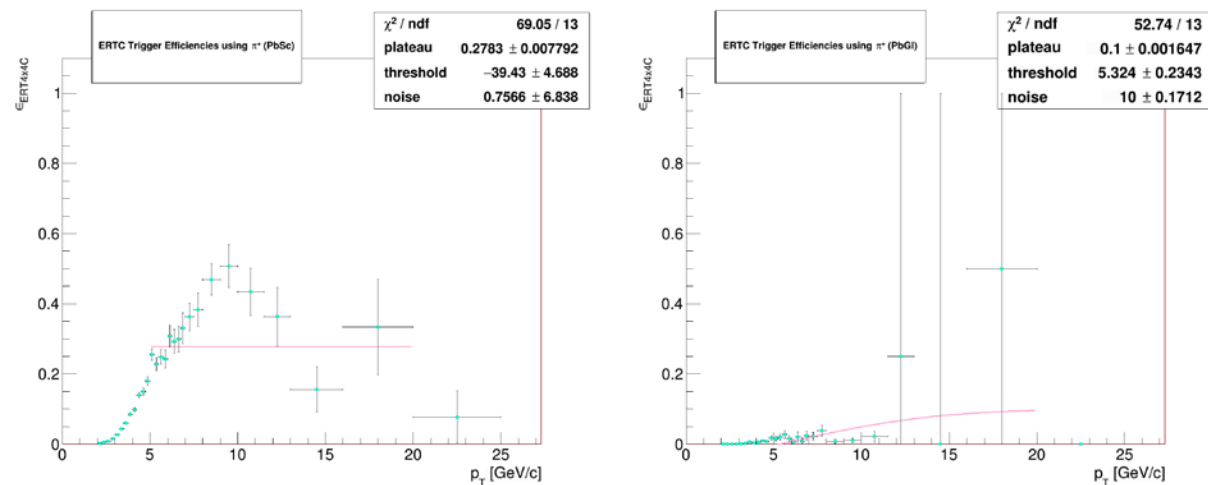 ERTC Trigger Efficiencies using π⁺ (PbSc)
χ² / ndf 69.05 / 13
plateau 0.2783 ± 0.007792
threshold −39.43 ± 4.688
noise 0.7566 ± 6.838
ϵERT4x4C
1
0.8
0.6
0.4
0.2
0
0 5 10 15 20 25
pT [GeV/c]
ERTC Trigger Efficiencies using π⁺ (PbGl)
χ² / ndf 52.74 / 13
plateau 0.1 ± 0.001647
threshold 5.324 ± 0.2343
noise 10 ± 0.1712
ϵERT4x4C
1
0.8
0.6
0.4
0.2
0
0 5 10 15 20 25
pT [GeV/c]